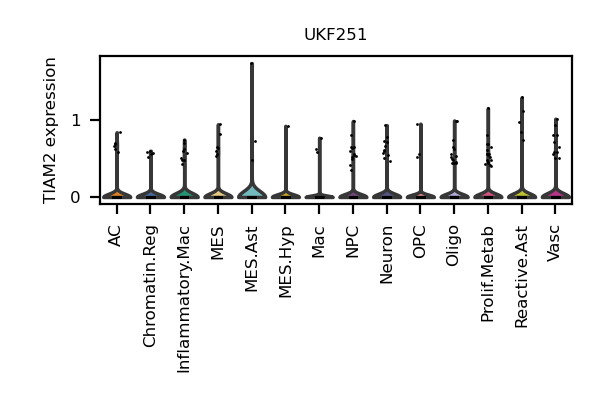 UKF251
TIAM2 expression
1
0
AC
Chromatin.Reg
Inflammatory.Mac
MES
MES.Ast
MES.Hyp
Mac
NPC
Neuron
OPC
Oligo
Prolif.Metab
Reactive.Ast
Vasc